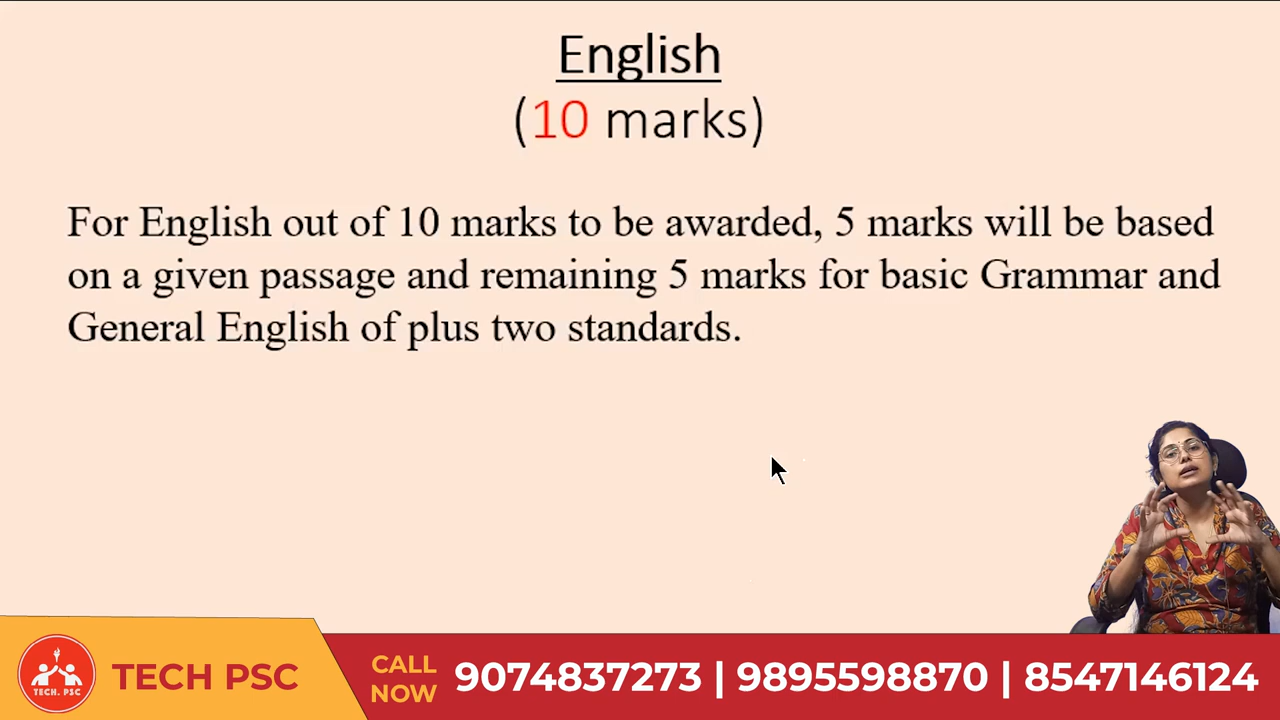 English
(10 marks)
For English out of 10 marks to be awarded, 5 marks will be based
on a given passage and remaining 5 marks for basic Grammar and
General English of plus two standards.
TECH. PSC
TECH PSC
CALL
NOW
9074837273 | 9895598870 | 8547146124